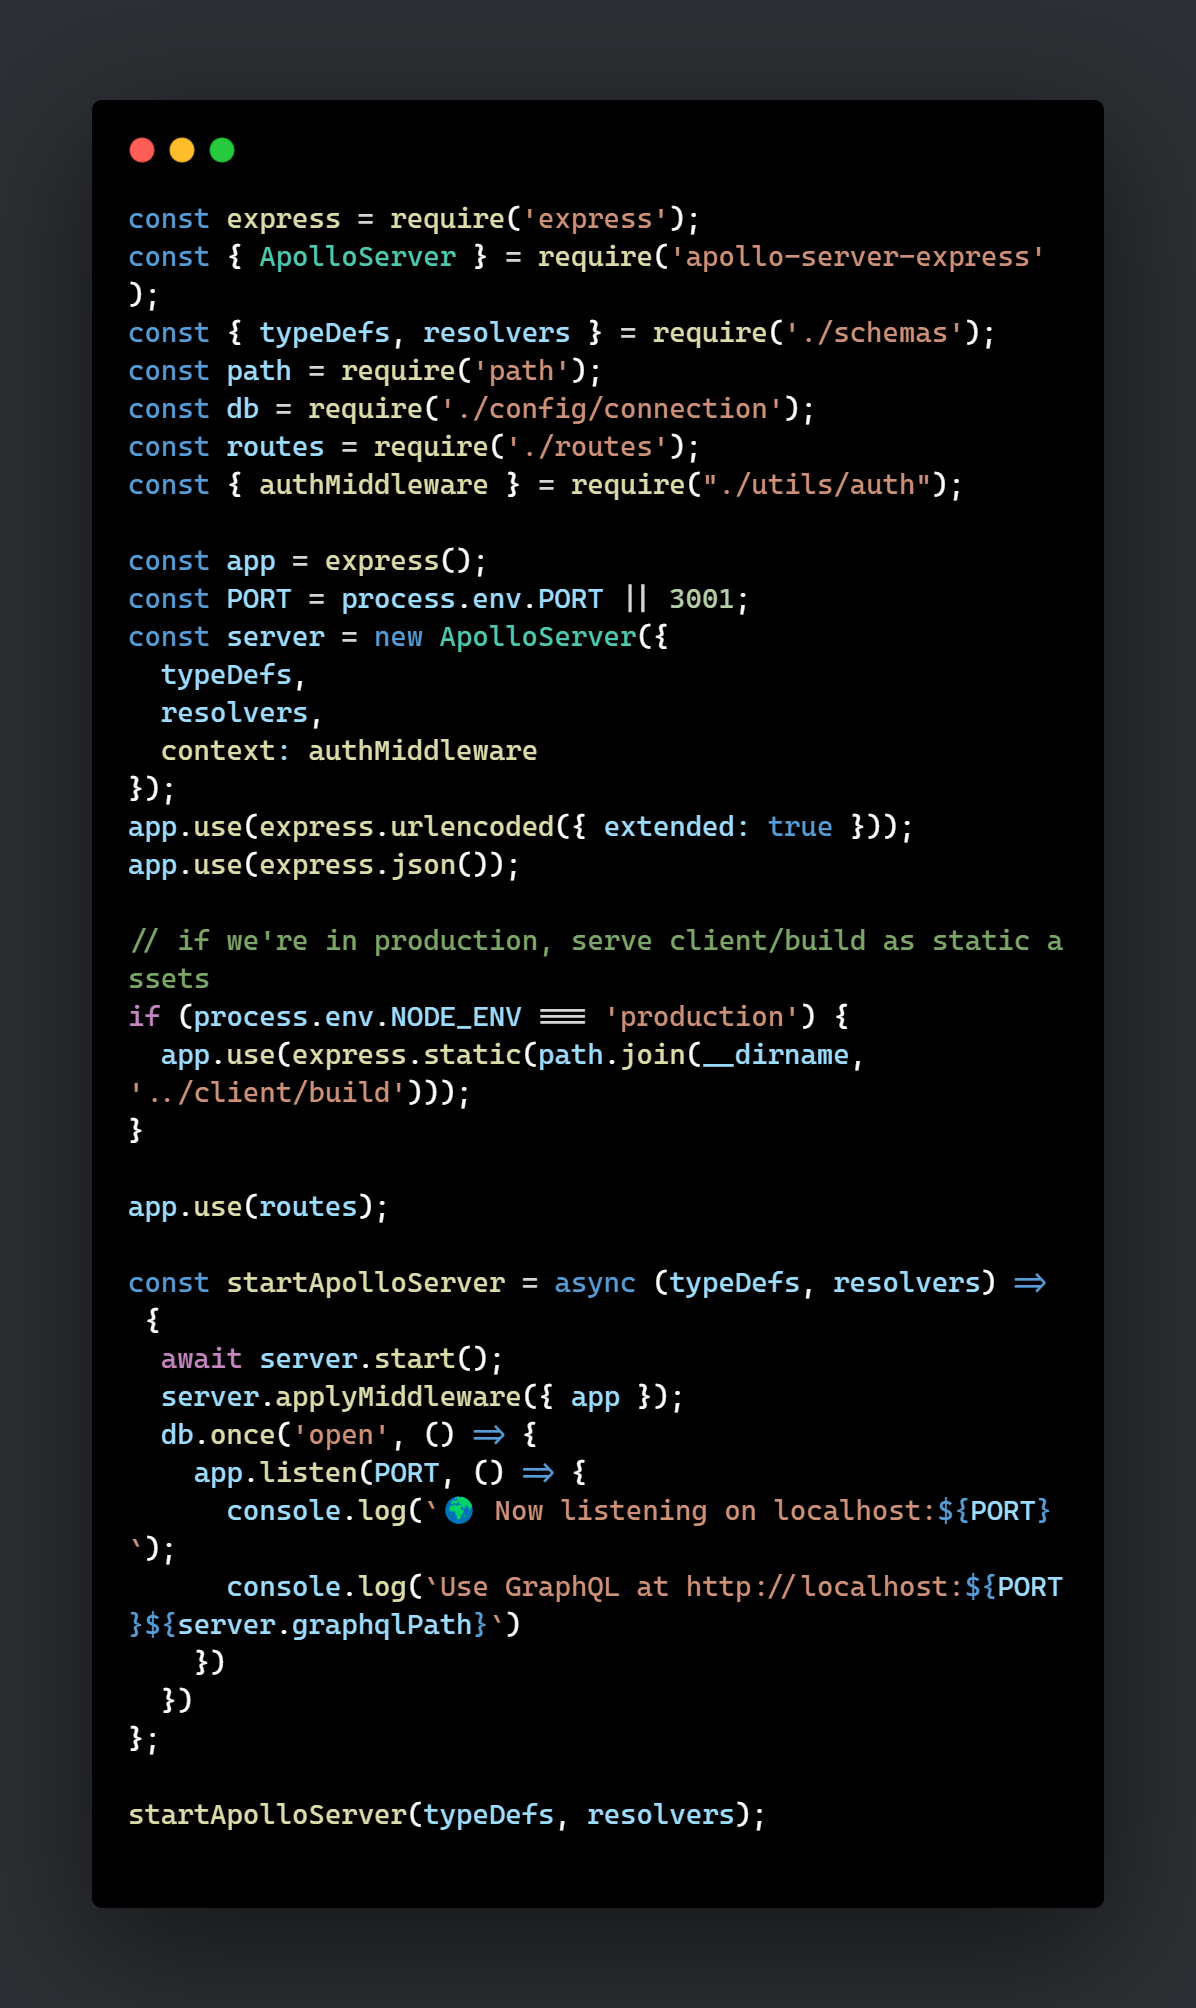 const express = require('express');
const { ApolloServer } = require('apollo-server-express'
);
const { typeDefs, resolvers } = require('./schemas');
const path = require('path');
const db = require('./config/connection');
const routes = require('./routes');
const { authMiddleware } = require("./utils/auth");

const app = express();
const PORT = process.env.PORT || 3001;
const server = new ApolloServer({
  typeDefs,
  resolvers,
  context: authMiddleware
});
app.use(express.urlencoded({ extended: true }));
app.use(express.json());

// if we're in production, serve client/build as static a
ssets
if (process.env.NODE_ENV === 'production') {
  app.use(express.static(path.join(__dirname,
'../client/build')));
}

app.use(routes);

const startApolloServer = async (typeDefs, resolvers) =>
 {
  await server.start();
  server.applyMiddleware({ app });
  db.once('open', () => {
    app.listen(PORT, () => {
      console.log(`🌍 Now listening on localhost:${PORT}
`);
      console.log(`Use GraphQL at http://localhost:${PORT
}${server.graphqlPath}`)
    })
  })
};

startApolloServer(typeDefs, resolvers);